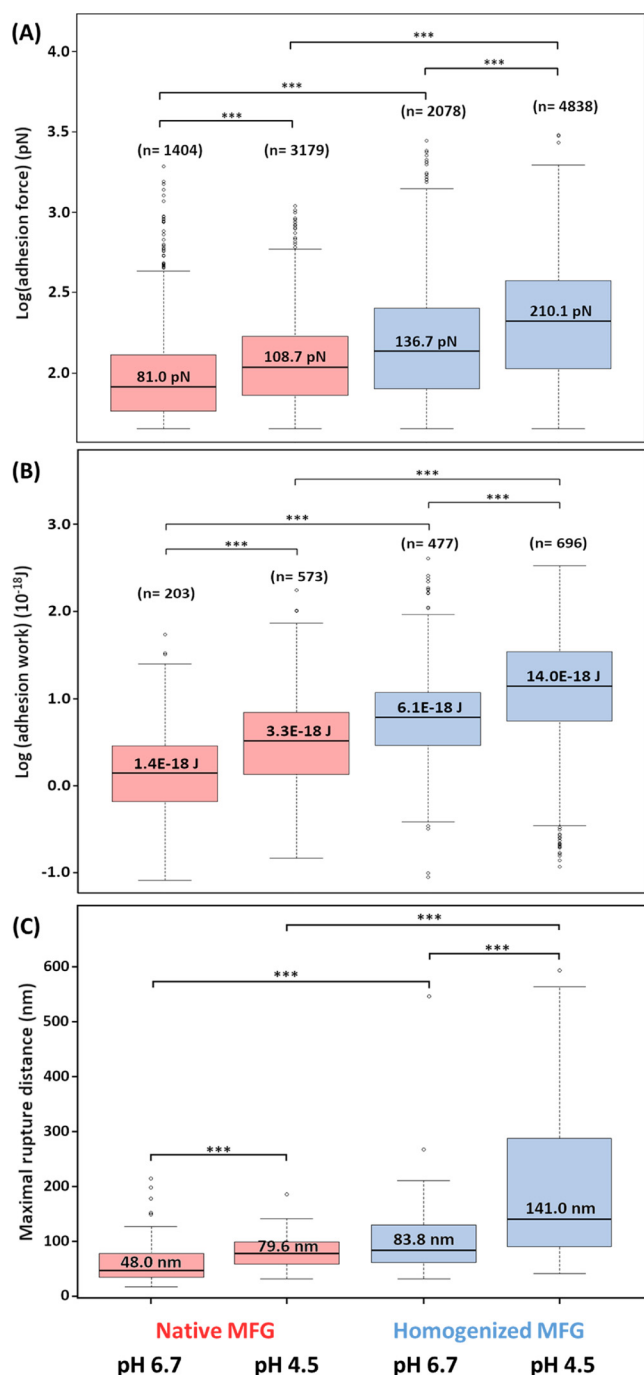 (A)
Log(adhesion force) (pN)
4.0
3.5
3.0
2.5
2.0
***
***
***
***
(n= 2078)
(n= 4838)
(n= 1404)
(n= 3179)
81.0 pN
108.7 pN
136.7 pN
210.1 pN
(B)
Log (adhesion work) (10⁻¹⁸J)
3.0
2.0
1.0
0.0
-1.0
***
***
***
***
(n= 477)
(n= 696)
(n= 203)
(n= 573)
1.4E-18 J
3.3E-18 J
6.1E-18 J
14.0E-18 J
(C)
Maximal rupture distance (nm)
600
500
400
300
200
100
0
***
***
***
***
48.0 nm
79.6 nm
83.8 nm
141.0 nm
Native MFG
Homogenized MFG
pH 6.7
pH 4.5
pH 6.7
pH 4.5